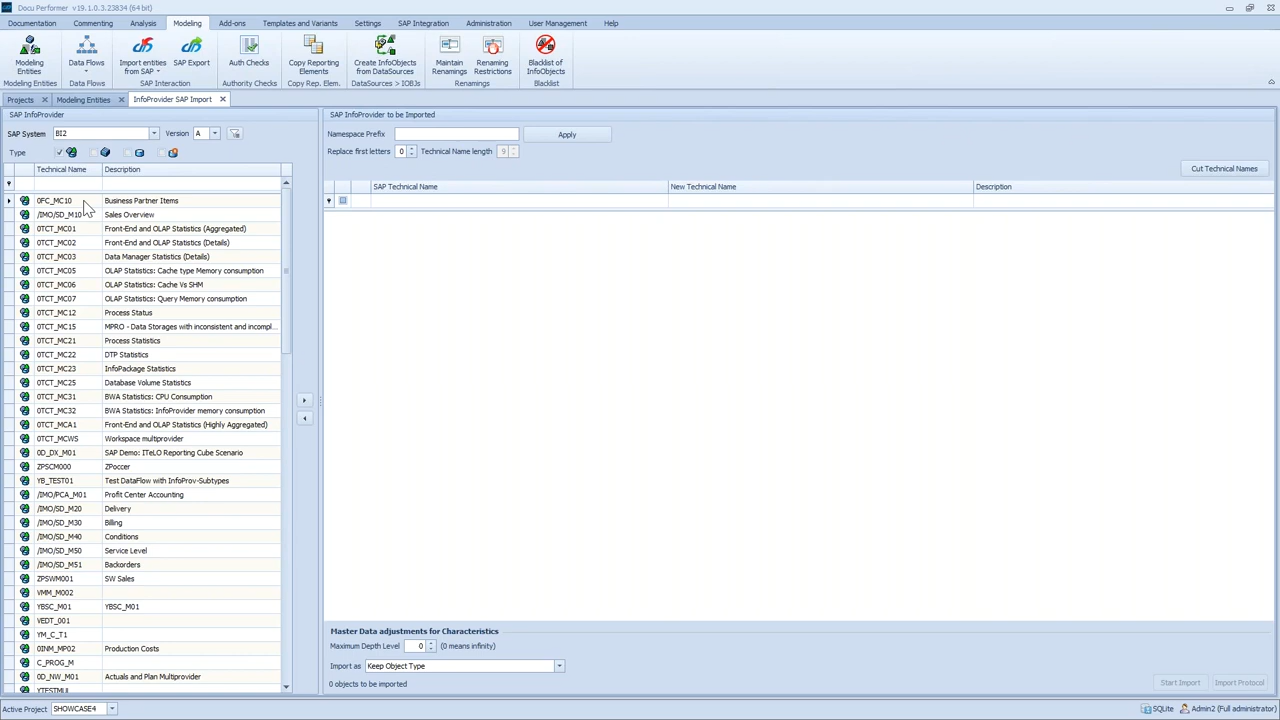 Docu Performer v19.1.0.3.23834 (64 bit)
Documentation Commenting Analysis Modeling Add-ons Templates and Variants Settings SAP Integration Administration User Management Help
Modeling Entities
Data Flows
Import entities from SAP
SAP Export
Auth Checks
Copy Reporting Elements
Create InfoObjects from DataSources
Maintain Renamings
Renaming Restrictions
Blacklist of InfoObjects
Modeling Entities Data Flows SAP Interaction Authority Checks Copy Rep. Elem. DataSources > IOBJs Renamings Blacklist
Projects Modeling Entities InfoProvider SAP Import
SAP InfoProvider
SAP System BI2 Version A
Type
Technical Name Description
0FC_MC10 Business Partner Items
/IMO/SD_M10 Sales Overview
0TCT_MC01 Front-End and OLAP Statistics (Aggregated)
0TCT_MC02 Front-End and OLAP Statistics (Details)
0TCT_MC03 Data Manager Statistics (Details)
0TCT_MC05 OLAP Statistics: Cache type Memory consumption
0TCT_MC06 OLAP Statistics: Cache Vs SHM
0TCT_MC07 OLAP Statistics: Query Memory consumption
0TCT_MC12 Process Status
0TCT_MC15 MPRO - Data Storages with inconsistent and incompl...
0TCT_MC21 Process Statistics
0TCT_MC22 DTP Statistics
0TCT_MC23 InfoPackage Statistics
0TCT_MC25 Database Volume Statistics
0TCT_MC31 BWA Statistics: CPU Consumption
0TCT_MC32 BWA Statistics: InfoProvider memory consumption
0TCT_MCA1 Front-End and OLAP Statistics (Highly Aggregated)
0TCT_MCWS Workspace multiprovider
0D_DX_M01 SAP Demo: ITeLO Reporting Cube Scenario
ZPSCM000 ZPoccer
YB_TEST01 Test DataFlow with InfoProv-Subtypes
/IMO/PCA_M01 Profit Center Accounting
/IMO/SD_M20 Delivery
/IMO/SD_M30 Billing
/IMO/SD_M40 Conditions
/IMO/SD_M50 Service Level
/IMO/SD_M51 Backorders
ZPSWM001 SW Sales
VMM_M002
YBSC_M01 YBSC_M01
VEDT_001
YM_C_T1
0INM_MP02 Production Costs
C_PROG_M
0D_NW_M01 Actuals and Plan Multiprovider
YTESTMUL
SAP InfoProvider to be Imported
Namespace Prefix Apply
Replace first letters 0 Technical Name length 9
Cut Technical Names
SAP Technical Name New Technical Name Description
Master Data adjustments for Characteristics
Maximum Depth Level 0 (0 means infinity)
Import as Keep Object Type
0 objects to be imported Start Import Import Protocol
Active Project SHOWCASE4 SQLite Admin2 (Full administrator)